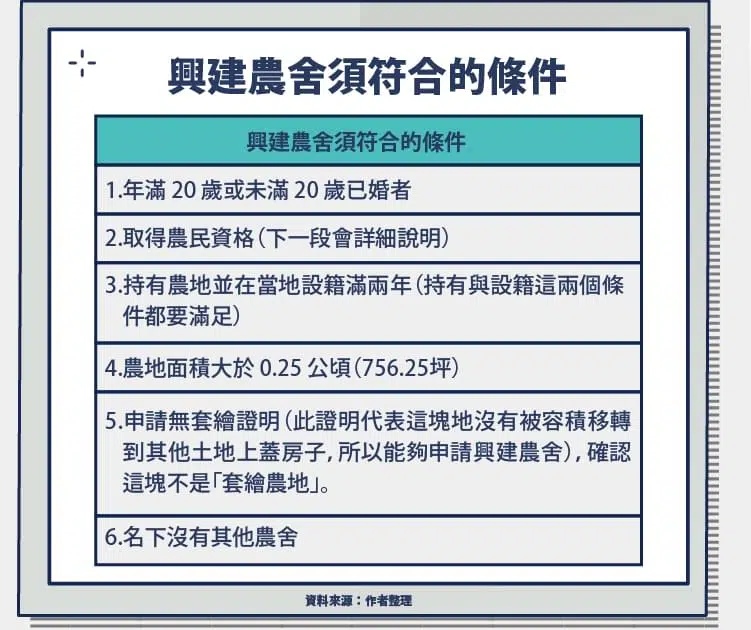 興建農舍須符合的條件
興建農舍須符合的條件
1.年滿 20 歲或未滿 20 歲已婚者
2.取得農民資格(下一段會詳細說明)
3.持有農地並在當地設籍滿兩年(持有與設籍這兩個條
件都要滿足)
4.農地面積大於 0.25 公頃(756.25坪)
5.申請無套繪證明(此證明代表這塊地沒有被容積移轉
到其他土地上蓋房子,所以能夠申請興建農舍),確認
這塊不是「套繪農地」。
6.名下沒有其他農舍
資料來源:作者整理